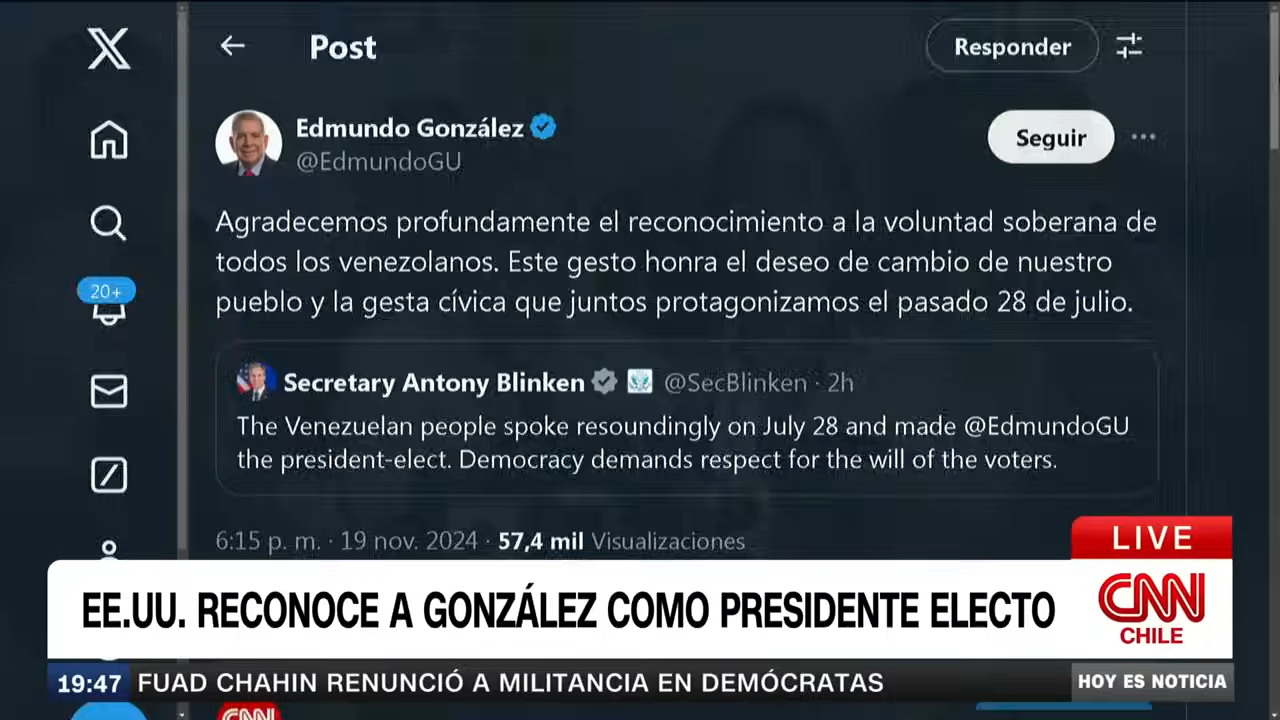 Post
Responder
Edmundo González
@EdmundoGU
Seguir
Agradecemos profundamente el reconocimiento a la voluntad soberana de
todos los venezolanos. Este gesto honra el deseo de cambio de nuestro
pueblo y la gesta cívica que juntos protagonizamos el pasado 28 de julio.
20+
Secretary Antony Blinken @SecBlinken · 2h
The Venezuelan people spoke resoundingly on July 28 and made @EdmundoGU
the president-elect. Democracy demands respect for the will of the voters.
6:15 p. m. · 19 nov. 2024 · 57,4 mil Visualizaciones
LIVE
EE.UU. RECONOCE A GONZÁLEZ COMO PRESIDENTE ELECTO
CNN
CHILE
19:47 FUAD CHAHIN RENUNCIÓ A MILITANCIA EN DEMÓCRATAS
HOY ES NOTICIA
CNN